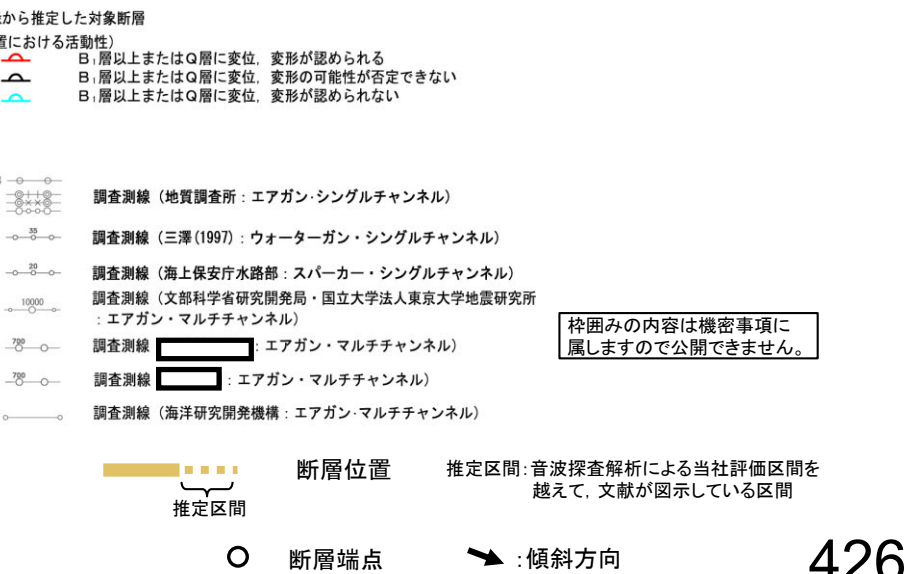 から推定した対象断層
置における活動性)
B₁層以上またはQ層に変位，変形が認められる
B₁層以上またはQ層に変位，変形の可能性が否定できない
B₁層以上またはQ層に変位，変形が認められない
調査測線（地質調査所：エアガン・シングルチャンネル）
35
調査測線（三澤(1997)：ウォーターガン・シングルチャンネル）
20
調査測線（海上保安庁水路部：スパーカー・シングルチャンネル）
10000
調査測線（文部科学省研究開発局・国立大学法人東京大学地震研究所
：エアガン・マルチチャンネル）
枠囲みの内容は機密事項に
属しますので公開できません。
700
調査測線 ：エアガン・マルチチャンネル）
700
調査測線 ：エアガン・マルチチャンネル）
調査測線（海洋研究開発機構：エアガン・マルチチャンネル）
断層位置
推定区間：音波探査解析による当社評価区間を
越えて，文献が図示している区間
推定区間
断層端点
：傾斜方向
426